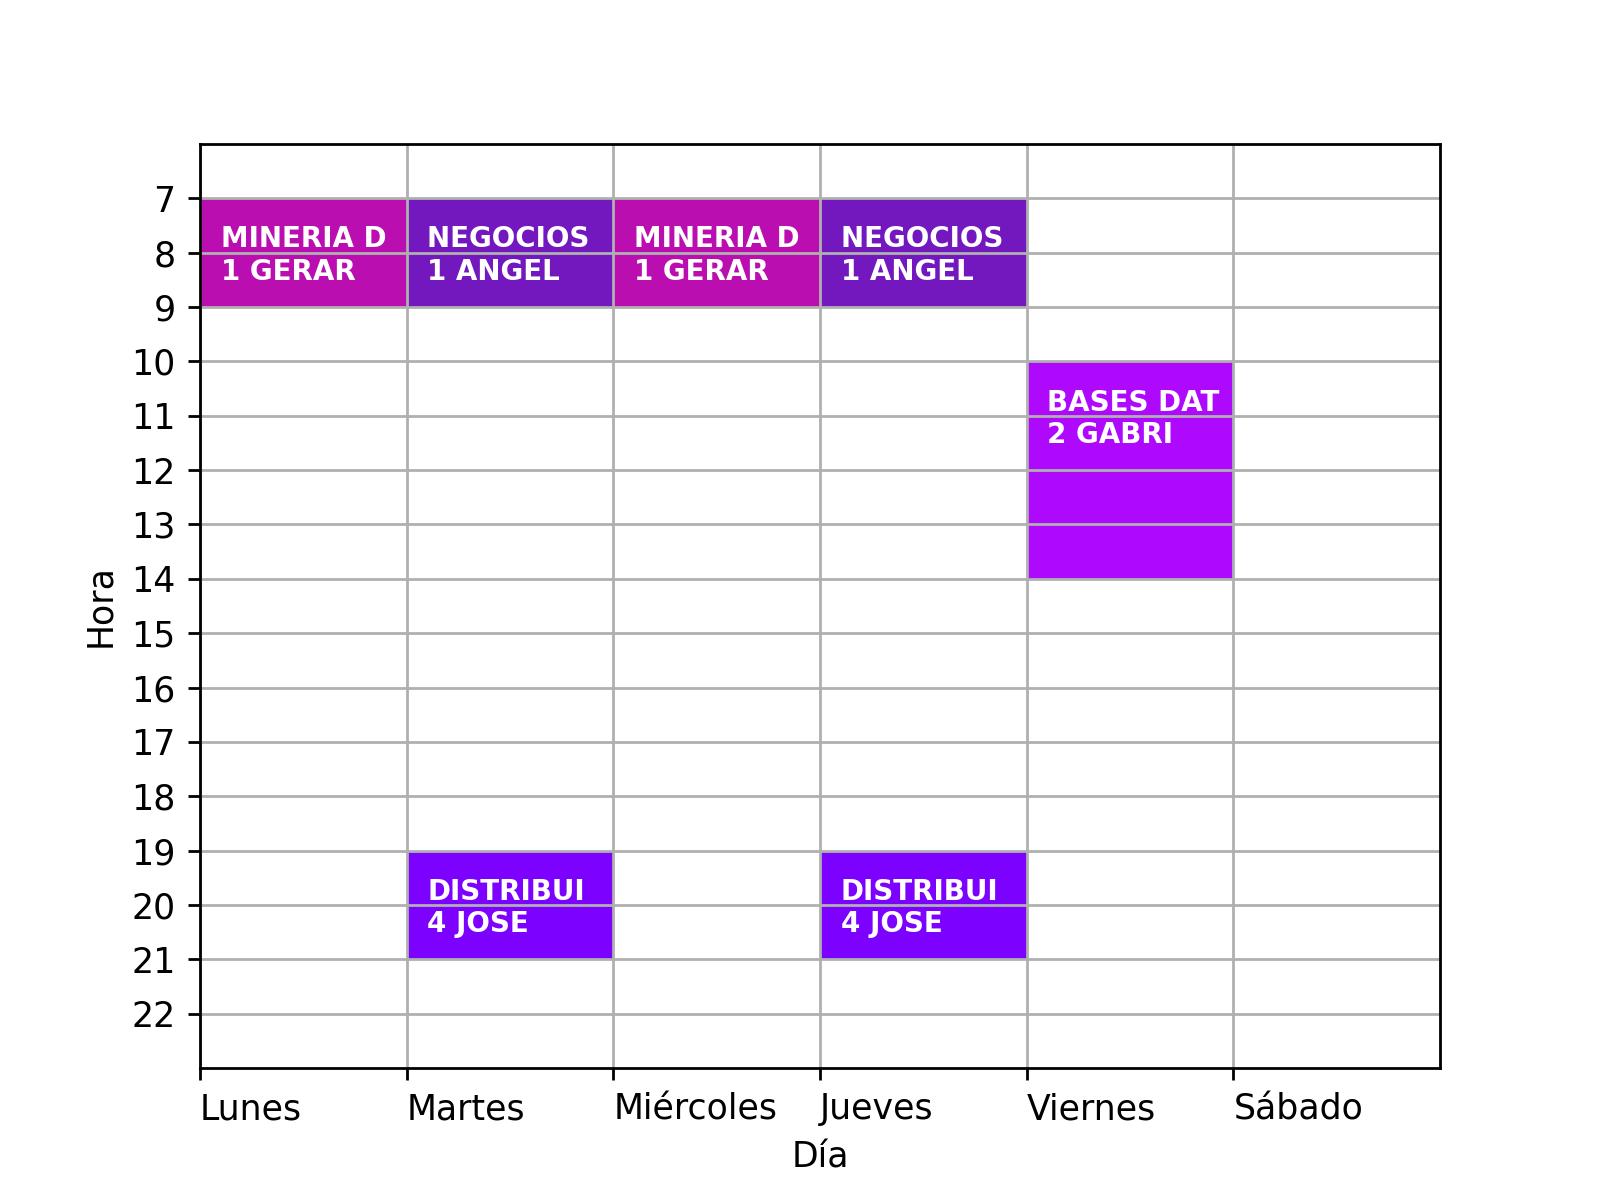 7
8
9
10
11
12
13
14
15
16
17
18
19
20
21
22
Hora
MINERIA D
1 GERAR
NEGOCIOS
1 ANGEL
MINERIA D
1 GERAR
NEGOCIOS
1 ANGEL
BASES DAT
2 GABRI
DISTRIBUI
4 JOSE
DISTRIBUI
4 JOSE
Lunes
Martes
Miércoles
Jueves
Viernes
Sábado
Día